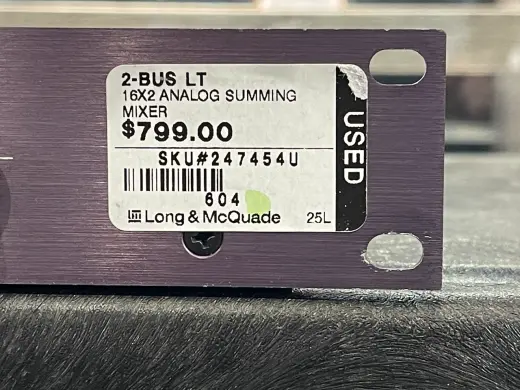 2-BUS LT
16X2 ANALOG SUMMING
MIXER
$799.00
SKU#247454U
604
Long & McQuade 25L
USED